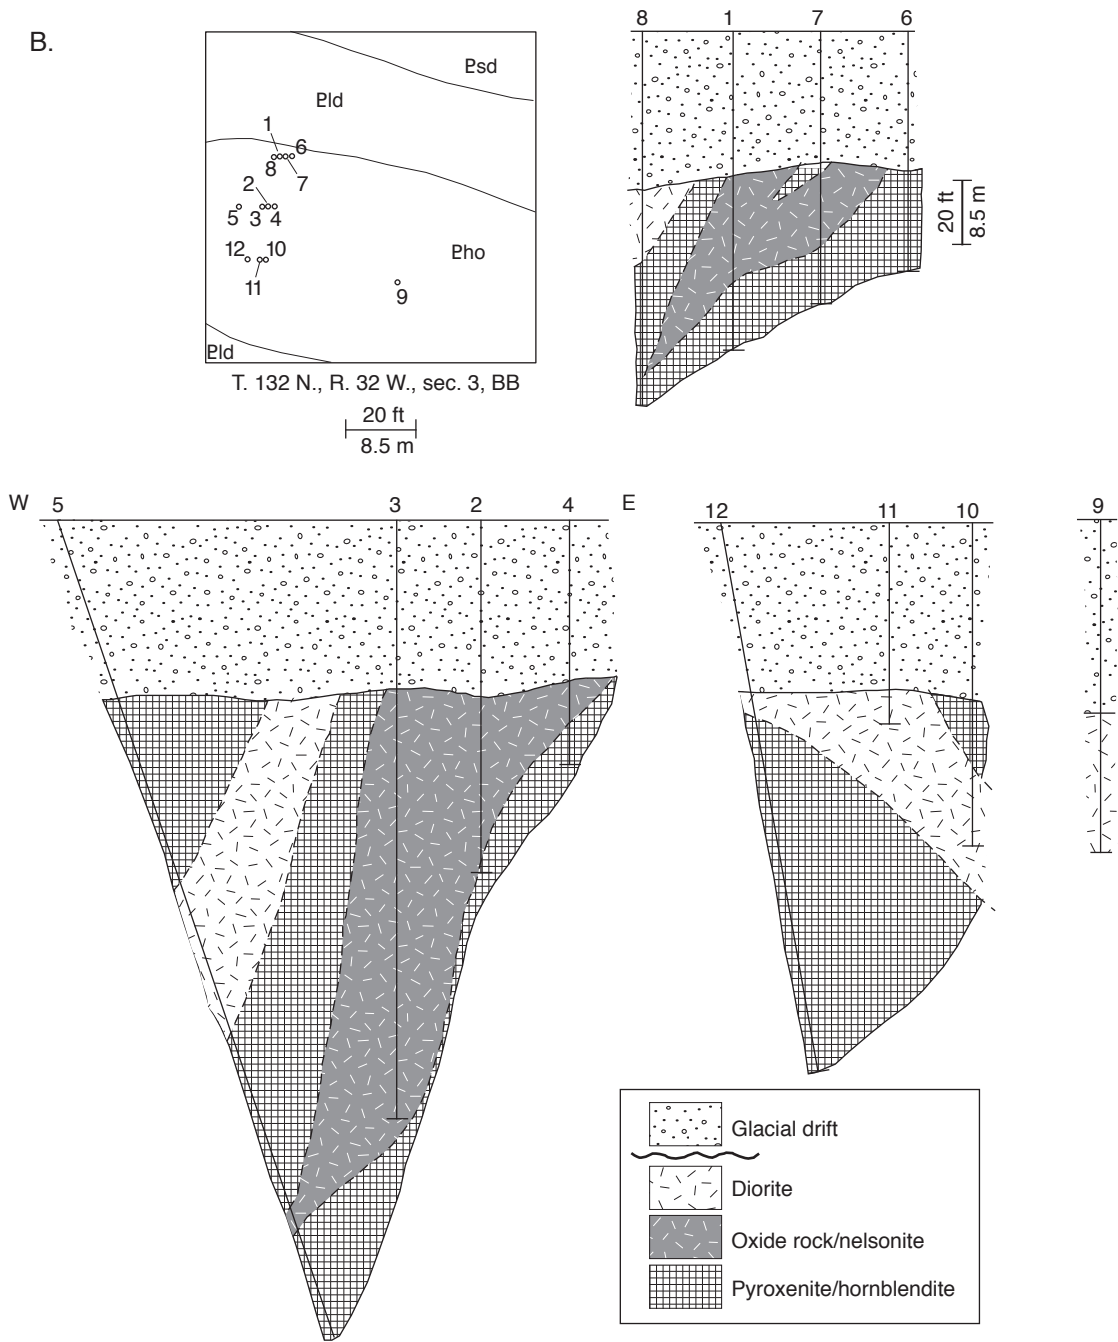 B.
Ꝑsd
Ꝑld
1
6
8
7
2
5
3
4
12
10
11
Ꝑho
9
Ꝑld
T. 132 N., R. 32 W., sec. 3, BB
20 ft
8.5 m
8 1 7 6
20 ft
8.5 m
W 5 3 2 4 E
12 11 10
9
Glacial drift
Diorite
Oxide rock/nelsonite
Pyroxenite/hornblendite